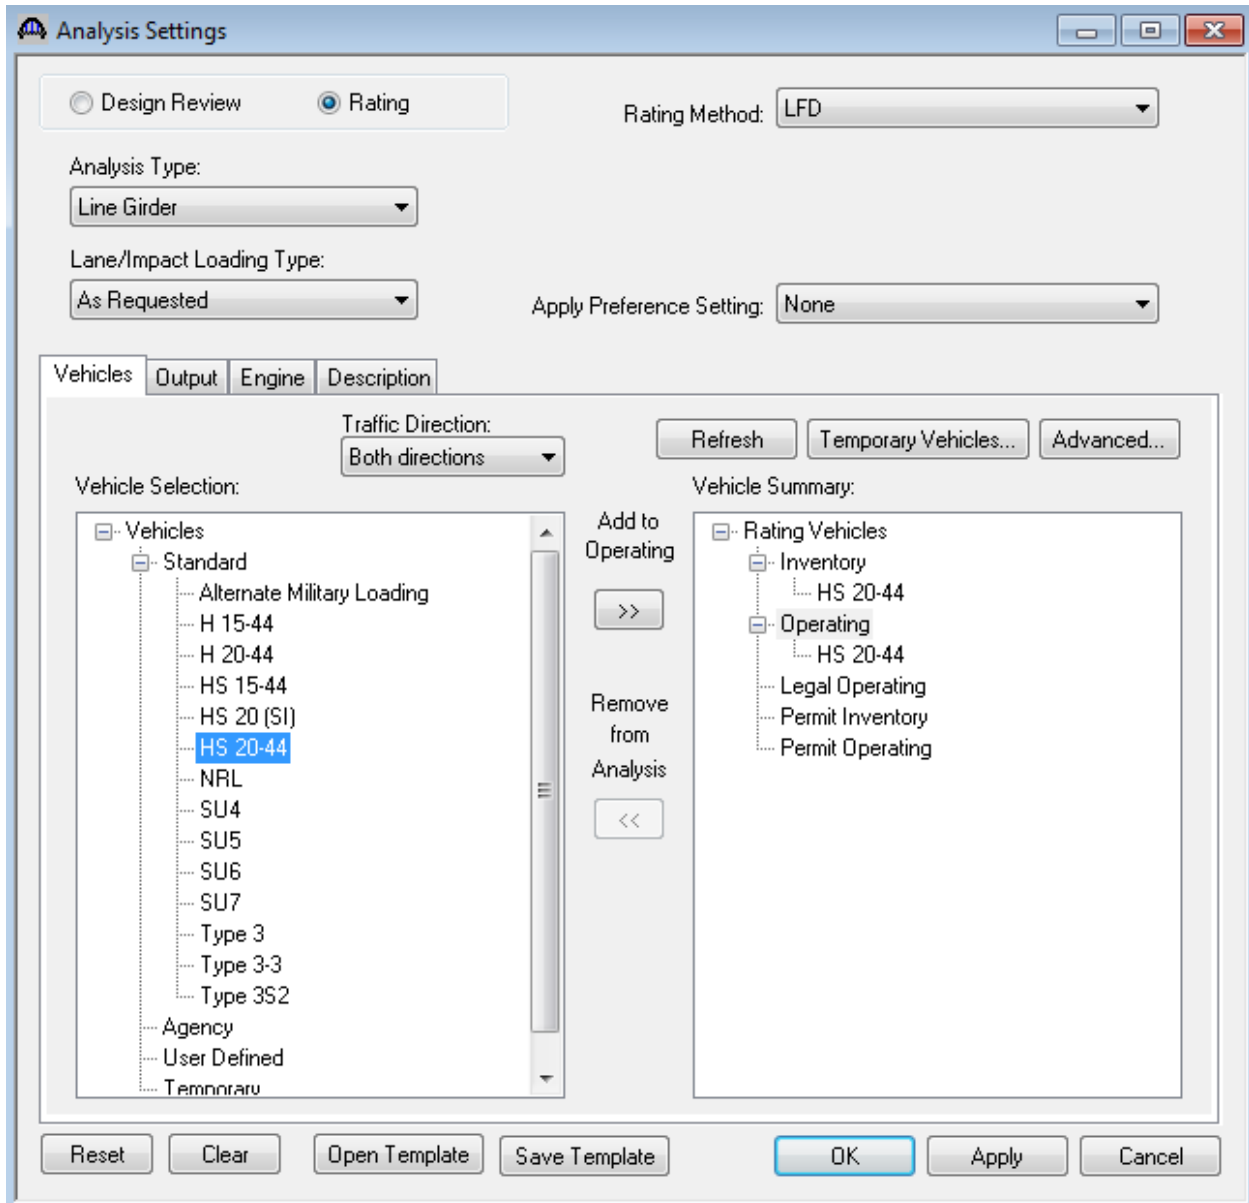 Analysis Settings
Design Review
Rating
Rating Method:
LFD
Analysis Type:
Line Girder
Lane/Impact Loading Type:
As Requested
Apply Preference Setting:
None
Vehicles
Output
Engine
Description
Traffic Direction:
Both directions
Refresh
Temporary Vehicles...
Advanced...
Vehicle Selection:
Vehicles
Standard
Alternate Military Loading
H 15-44
H 20-44
HS 15-44
HS 20 (SI)
HS 20-44
NRL
SU4
SU5
SU6
SU7
Type 3
Type 3-3
Type 3S2
Agency
User Defined
Temporary
Add to
Operating
>>
Remove
from
Analysis
<<
Vehicle Summary:
Rating Vehicles
Inventory
HS 20-44
Operating
HS 20-44
Legal Operating
Permit Inventory
Permit Operating
Reset
Clear
Open Template
Save Template
OK
Apply
Cancel